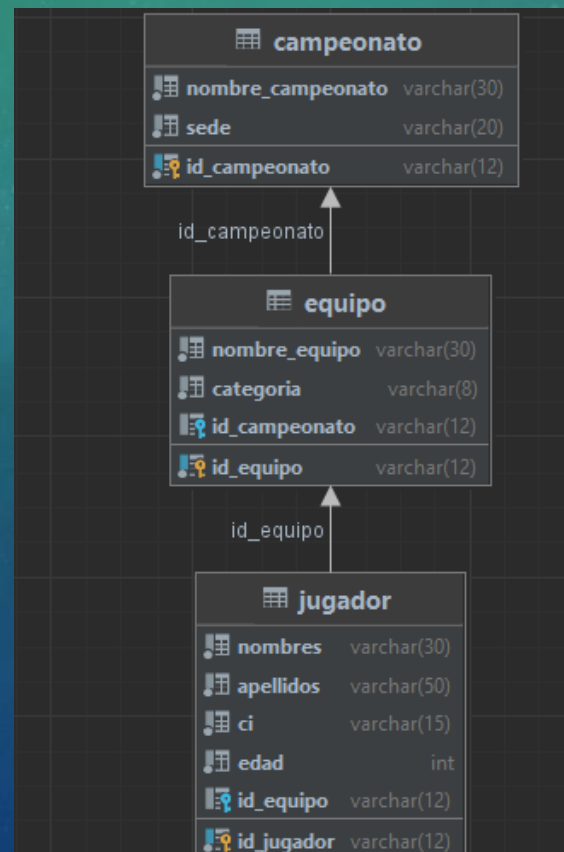 campeonato
nombre_campeonato varchar(30)
sede varchar(20)
id_campeonato varchar(12)
id_campeonato
equipo
nombre_equipo varchar(30)
categoria varchar(8)
id_campeonato varchar(12)
id_equipo varchar(12)
id_equipo
jugador
nombres varchar(30)
apellidos varchar(50)
ci varchar(15)
edad int
id_equipo varchar(12)
id_jugador varchar(12)